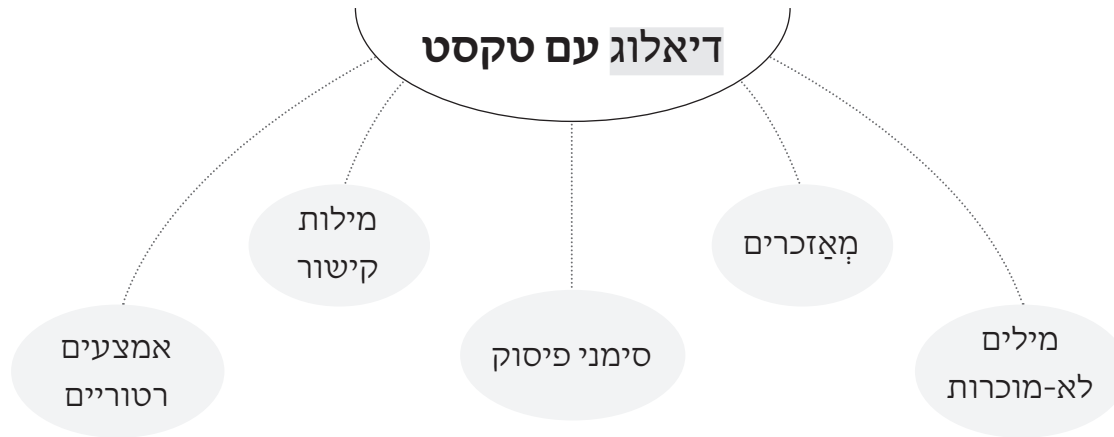 דיאלוג עם טקסט
מילים
לא-מוכרות
מְאַזכרים
סימני פיסוק
מילות
קישור
אמצעים
רטוריים